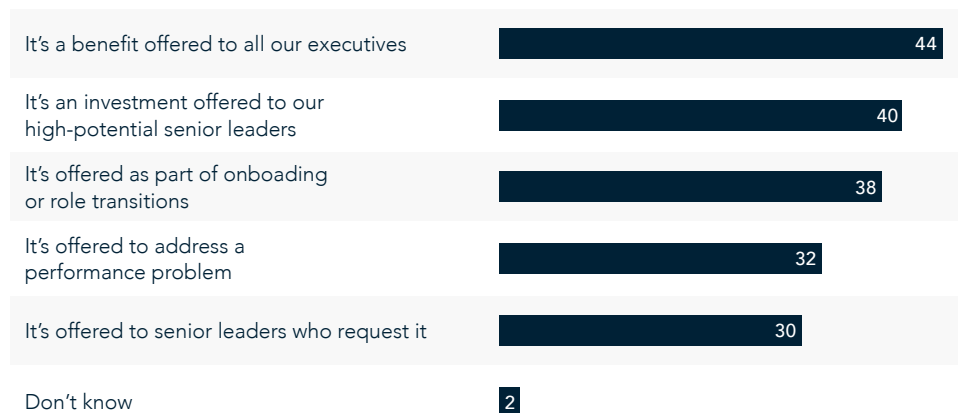 It’s a benefit offered to all our executives
44
It’s an investment offered to our
high-potential senior leaders
40
It’s offered as part of onboading
or role transitions
38
It’s offered to address a
performance problem
32
It’s offered to senior leaders who request it
30
Don’t know
2